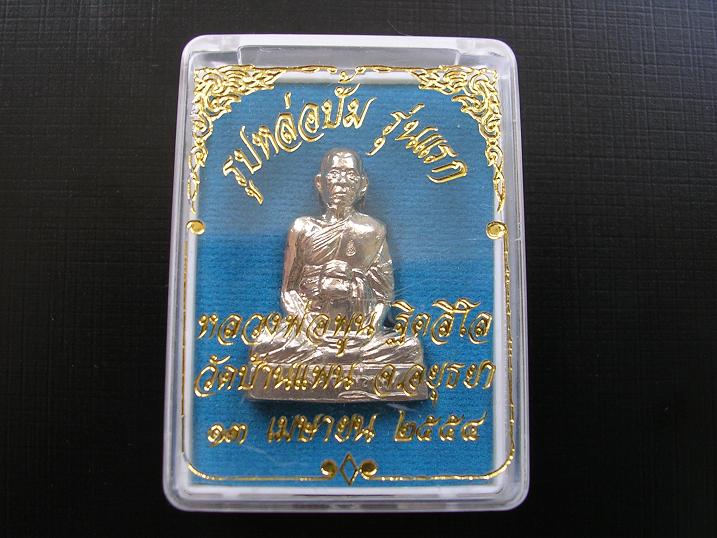 รูปหล่อปั๊ม รุ่นแรก
หลวงพ่อพูน ฐิตสีโล
วัดบ้านแพน จ.อยุธยา
๑๓ เมษายน ๒๕๕๔